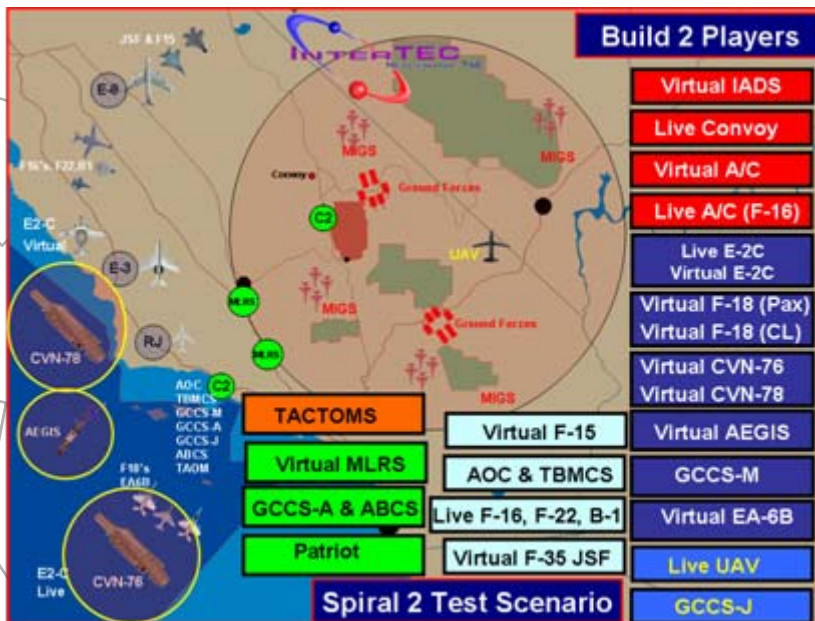 Build 2 Players
JSF & F15
INTERTEC
E-8
MIGS
MIGS
F16's, F22, B1
Convoy
Ground Forces
E2-C
Virtual
C2
UAV
E-3
MLRS
MIGS
Ground Forces
CVN-78
RJ
MLRS
MIGS
C2
AOC
TBMCS
GCCS-M
GCCS-A
GCCS-J
ABCS
TAOM
AEGIS
F18's
EA6B
E2-C
Live
CVN-76
Virtual IADS
Live Convoy
Virtual A/C
Live A/C (F-16)
Live E-2C
Virtual E-2C
Virtual F-18 (Pax)
Virtual F-18 (CL)
Virtual CVN-76
Virtual CVN-78
Virtual AEGIS
GCCS-M
Virtual EA-6B
Live UAV
GCCS-J
TACTOMS
Virtual MLRS
GCCS-A & ABCS
Patriot
Virtual F-15
AOC & TBMCS
Live F-16, F-22, B-1
Virtual F-35 JSF
Spiral 2 Test Scenario